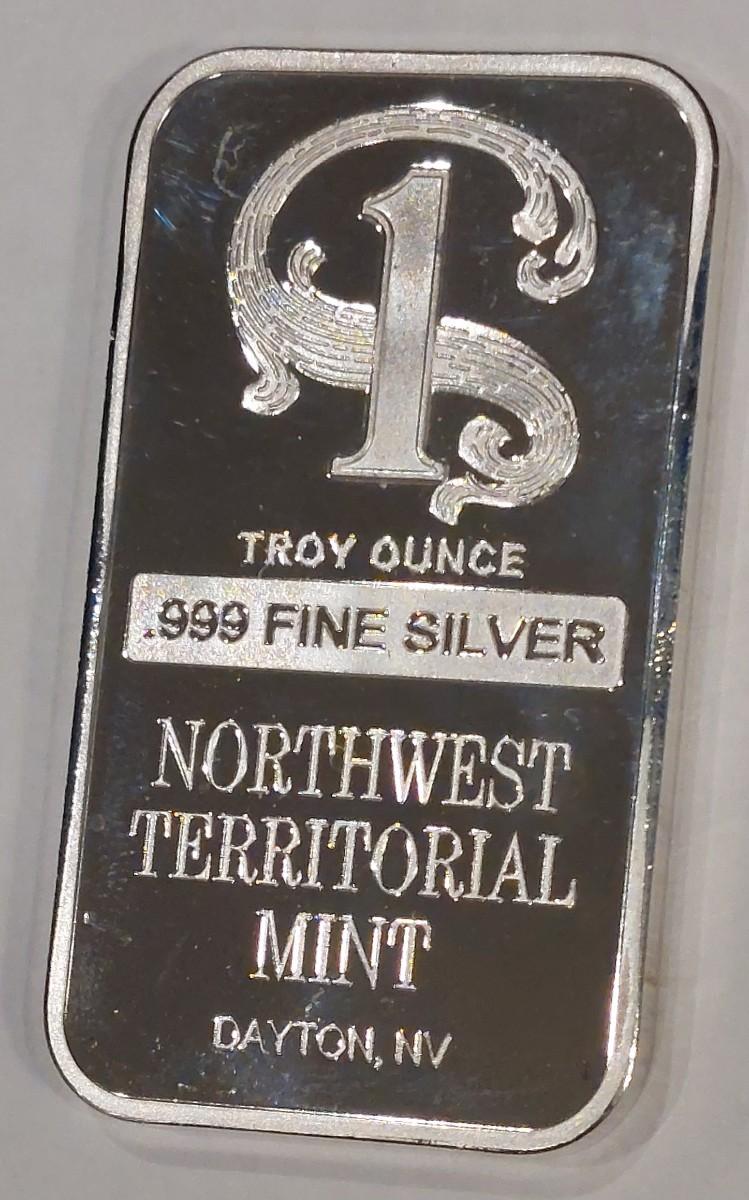 1
TROY OUNCE
.999 FINE SILVER
NORTHWEST
TERRITORIAL
MINT
DAYTON, NV